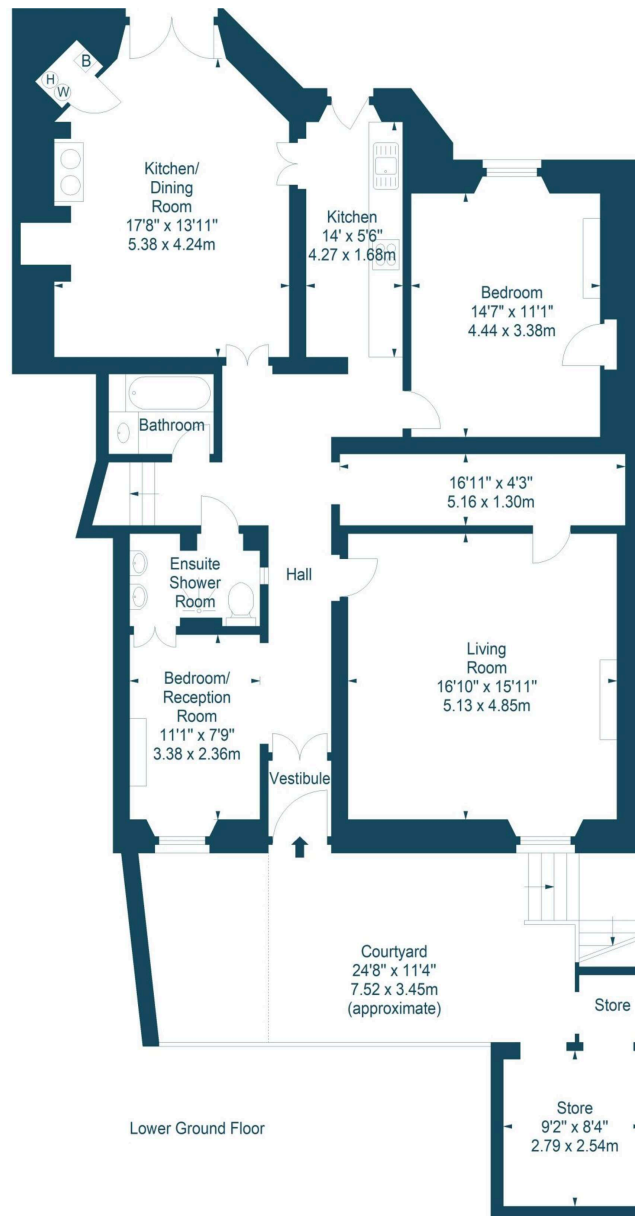 B
H
W
Kitchen/
Dining
Room
17'8" x 13'11"
5.38 x 4.24m
Kitchen
14' x 5'6"
4.27 x 1.68m
Bedroom
14'7" x 11'1"
4.44 x 3.38m
Bathroom
16'11" x 4'3"
5.16 x 1.30m
Ensuite
Shower
Room
Hall
Bedroom/
Reception
Room
11'1" x 7'9"
3.38 x 2.36m
Living
Room
16'10" x 15'11"
5.13 x 4.85m
Vestibule
Courtyard
24'8" x 11'4"
7.52 x 3.45m
(approximate)
Store
Store
9'2" x 8'4"
2.79 x 2.54m
Lower Ground Floor